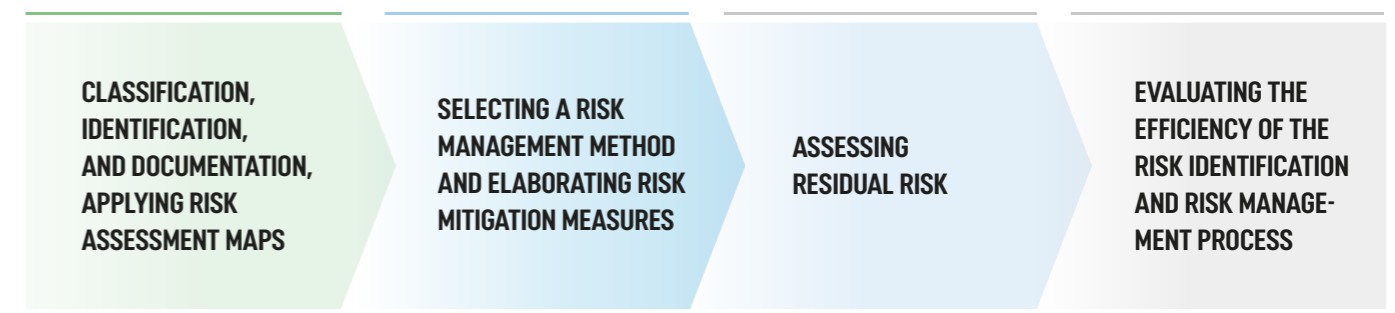 CLASSIFICATION,
IDENTIFICATION,
AND DOCUMENTATION,
APPLYING RISK
ASSESSMENT MAPS
SELECTING A RISK
MANAGEMENT METHOD
AND ELABORATING RISK
MITIGATION MEASURES
ASSESSING
RESIDUAL RISK
EVALUATING THE
EFFICIENCY OF THE
RISK IDENTIFICATION
AND RISK MANAGE-
MENT PROCESS